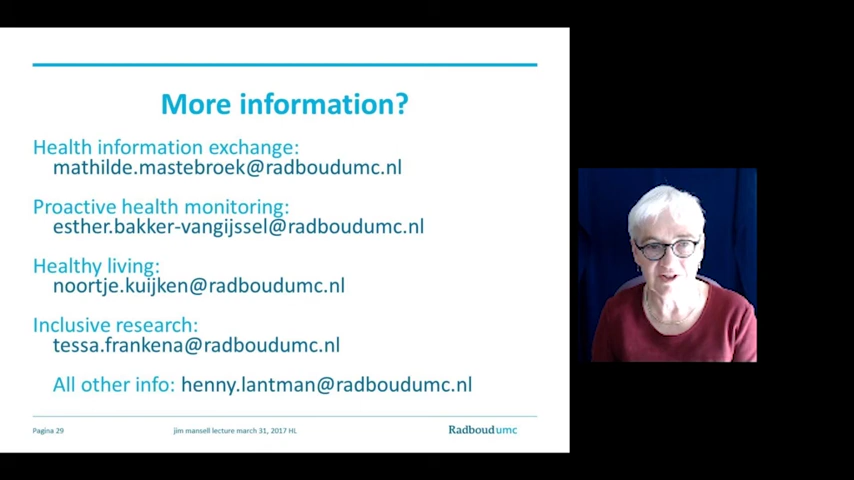 More information?
Health information exchange:
mathilde.mastebroek@radboudumc.nl
Proactive health monitoring:
esther.bakker-vangijssel@radboudumc.nl
Healthy living:
noortje.kuijken@radboudumc.nl
Inclusive research:
tessa.frankena@radboudumc.nl
All other info: henny.lantman@radboudumc.nl
Pagina 29
jim mansell lecture march 31, 2017 HL
Radboudumc